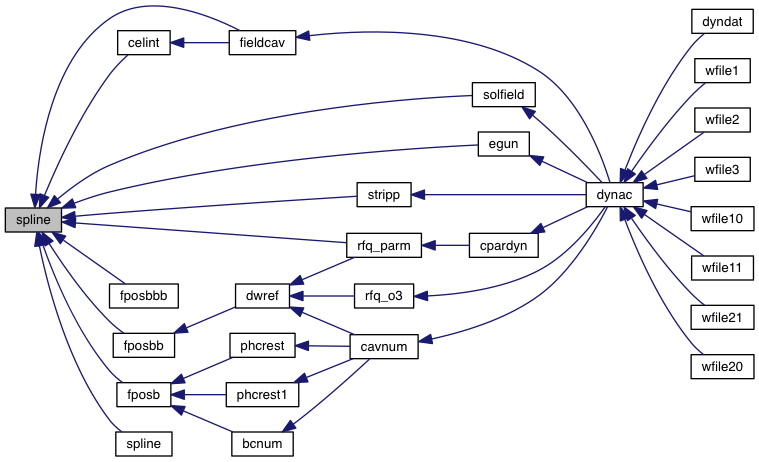 dyndat
celint
fieldcav
wfile1
solfield
wfile2
egun
wfile3
stripp
dynac
spline
wfile10
rfq_parm
cpardyn
wfile11
fposbbb
dwref
rfq_o3
wfile21
fposbb
phcrest
cavnum
wfile20
fposb
phcrest1
spline
bcnum